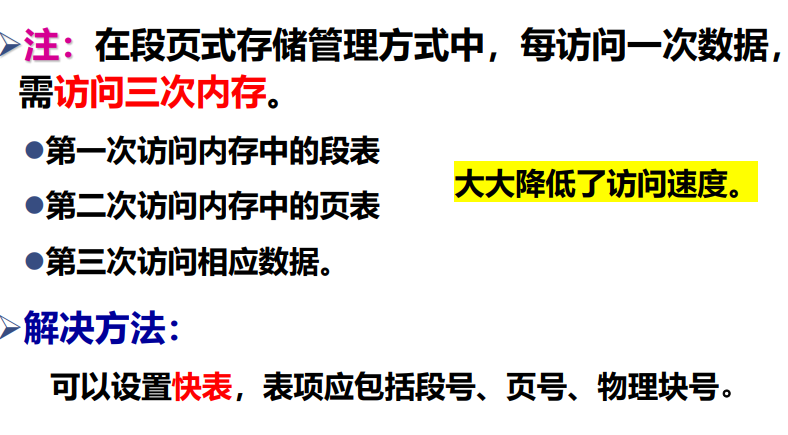 注：在段页式存储管理方式中，每访问一次数据，
需访问三次内存。
第一次访问内存中的段表
第二次访问内存中的页表
大大降低了访问速度。
第三次访问相应数据。
解决方法：
可以设置快表，表项应包括段号、页号、物理块号。